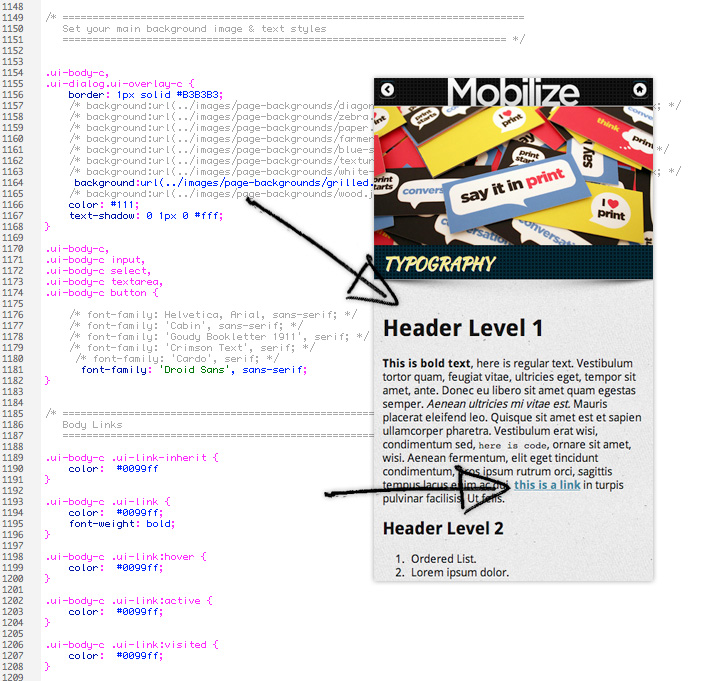 1148
1149 /* ===========================================================
1150 Set your main background image & text styles
1151 =========================================================== */
1152
1153
1154 .ui-body-c,
1155 .ui-dialog.ui-overlay-c {
1156 border: 1px solid #B3B3B3;
1157 /* background:url(../images/page-backgrounds/diagon */
1158 /* background:url(../images/page-backgrounds/zebra.
1159 /* background:url(../images/page-backgrounds/paper.
1160 /* background:url(../images/page-backgrounds/farmer
1161 /* background:url(../images/page-backgrounds/blue-s */
1162 /* background:url(../images/page-backgrounds/textur
1163 /* background:url(../images/page-backgrounds/white- */
1164 background:url(../images/page-backgrounds/grilled.
1165 /* background:url(../images/page-backgrounds/wood.j
1166 color: #111;
1167 text-shadow: 0 1px 0 #fff;
1168 }
1169
1170 .ui-body-c,
1171 .ui-body-c input,
1172 .ui-body-c select,
1173 .ui-body-c textarea,
1174 .ui-body-c button {
1175
1176 /* font-family: Helvetica, Arial, sans-serif; */
1177 /* font-family: 'Cabin', sans-serif; */
1178 /* font-family: 'Goudy Bookletter 1911', serif; */
1179 /* font-family: 'Crimson Text', serif; */
1180 /* font-family: 'Cardo', serif; */
1181 font-family: 'Droid Sans', sans-serif;
1182 }
1183
1184
1185 /* ==========================================
1186 Body Links
1187 ==========================================
1188
1189 .ui-body-c .ui-link-inherit {
1190 color: #0099ff
1191 }
1192
1193 .ui-body-c .ui-link {
1194 color: #0099ff;
1195 font-weight: bold;
1196 }
1197
1198 .ui-body-c .ui-link:hover {
1199 color: #0099ff;
1200 }
1201
1202 .ui-body-c .ui-link:active {
1203 color: #0099ff;
1204 }
1205
1206 .ui-body-c .ui-link:visited {
1207 color: #0099ff;
1208 }
1209
Mobilize
print
starts
here
think
I ♥
print
say it in print
conversation
TYPOGRAPHY
Header Level 1
This is bold text, here is regular text. Vestibulum
tortor quam, feugiat vitae, ultricies eget, tempor sit
amet, ante. Donec eu libero sit amet quam egestas
semper. Aenean ultricies mi vitae est. Mauris
placerat eleifend leo. Quisque sit amet est et sapien
ullamcorper pharetra. Vestibulum erat wisi,
condimentum sed, here is code, ornare sit amet,
wisi. Aenean fermentum, elit eget tincidunt
condimentum, eros ipsum rutrum orci, sagittis
tempus lacus enim ac dui, this is a link in turpis
pulvinar facilisis. Ut felis.
Header Level 2
1. Ordered List.
2. Lorem ipsum dolor.